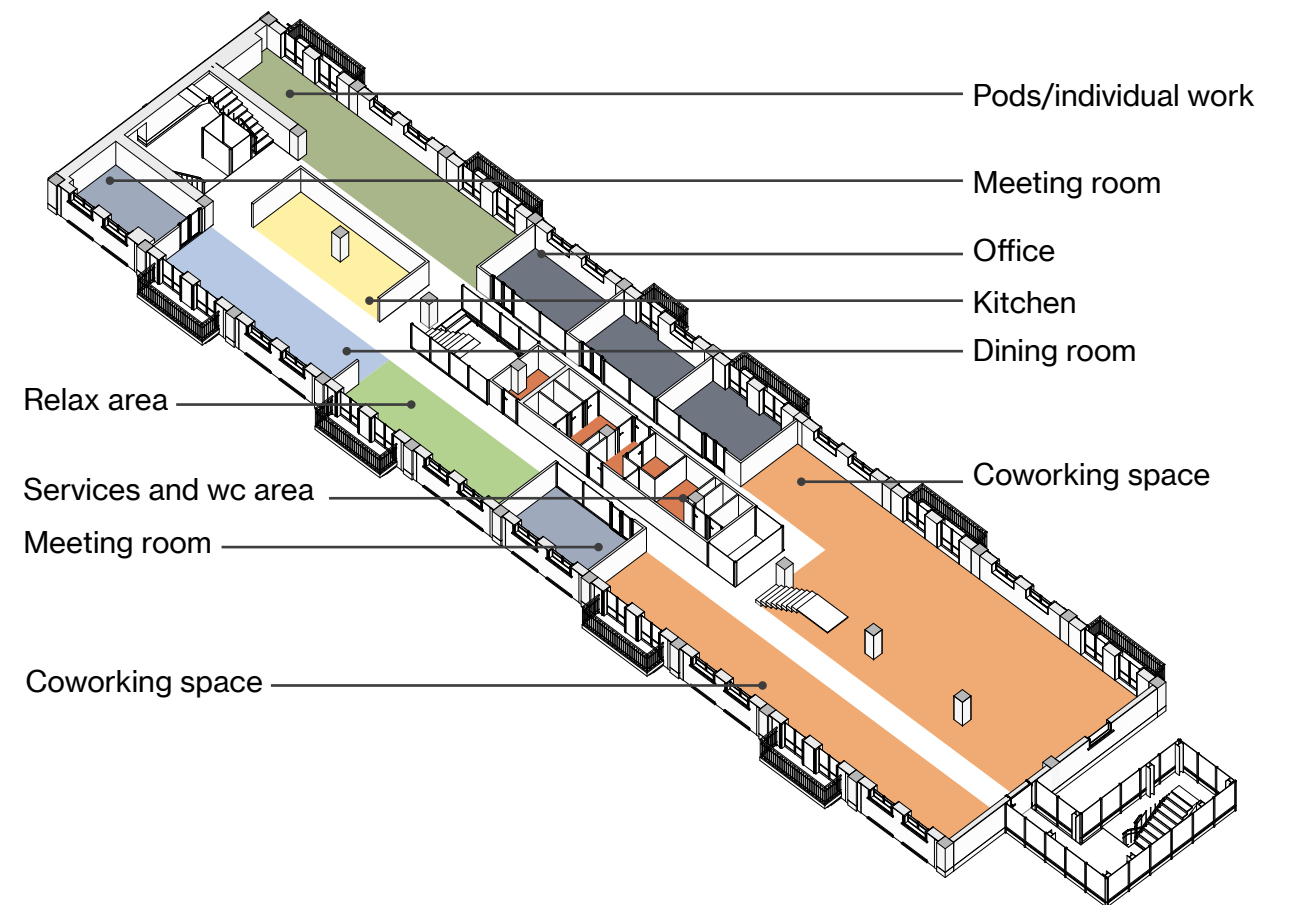 Pods/individual work
Meeting room
Office
Kitchen
Dining room
Relax area
Coworking space
Services and wc area
Meeting room
Coworking space